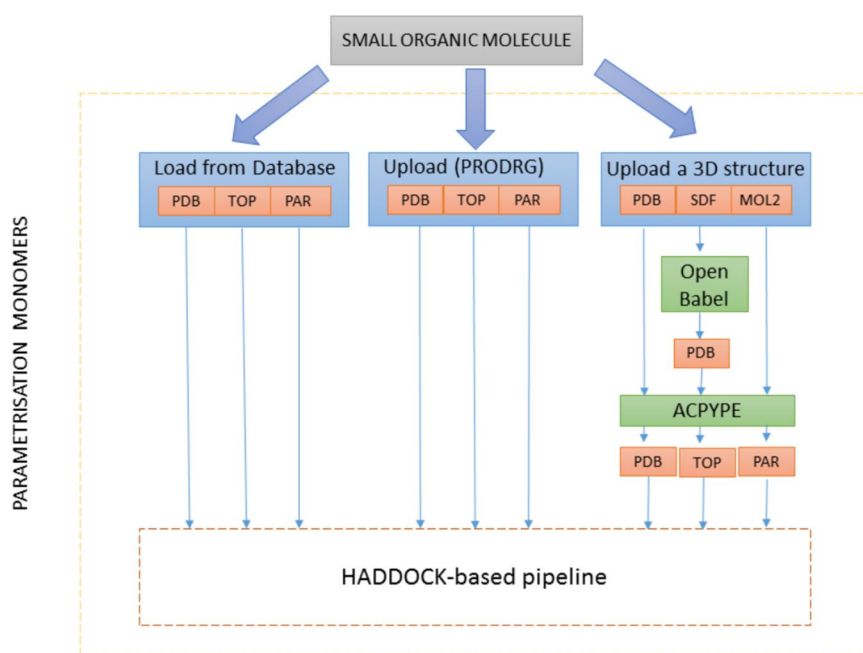 SMALL ORGANIC MOLECULE
PARAMETRISATION MONOMERS
Load from Database
PDB TOP PAR
Upload (PRODRG)
PDB TOP PAR
Upload a 3D structure
PDB SDF MOL2
Open
Babel
PDB
ACPYPE
PDB TOP PAR
HADDOCK-based pipeline